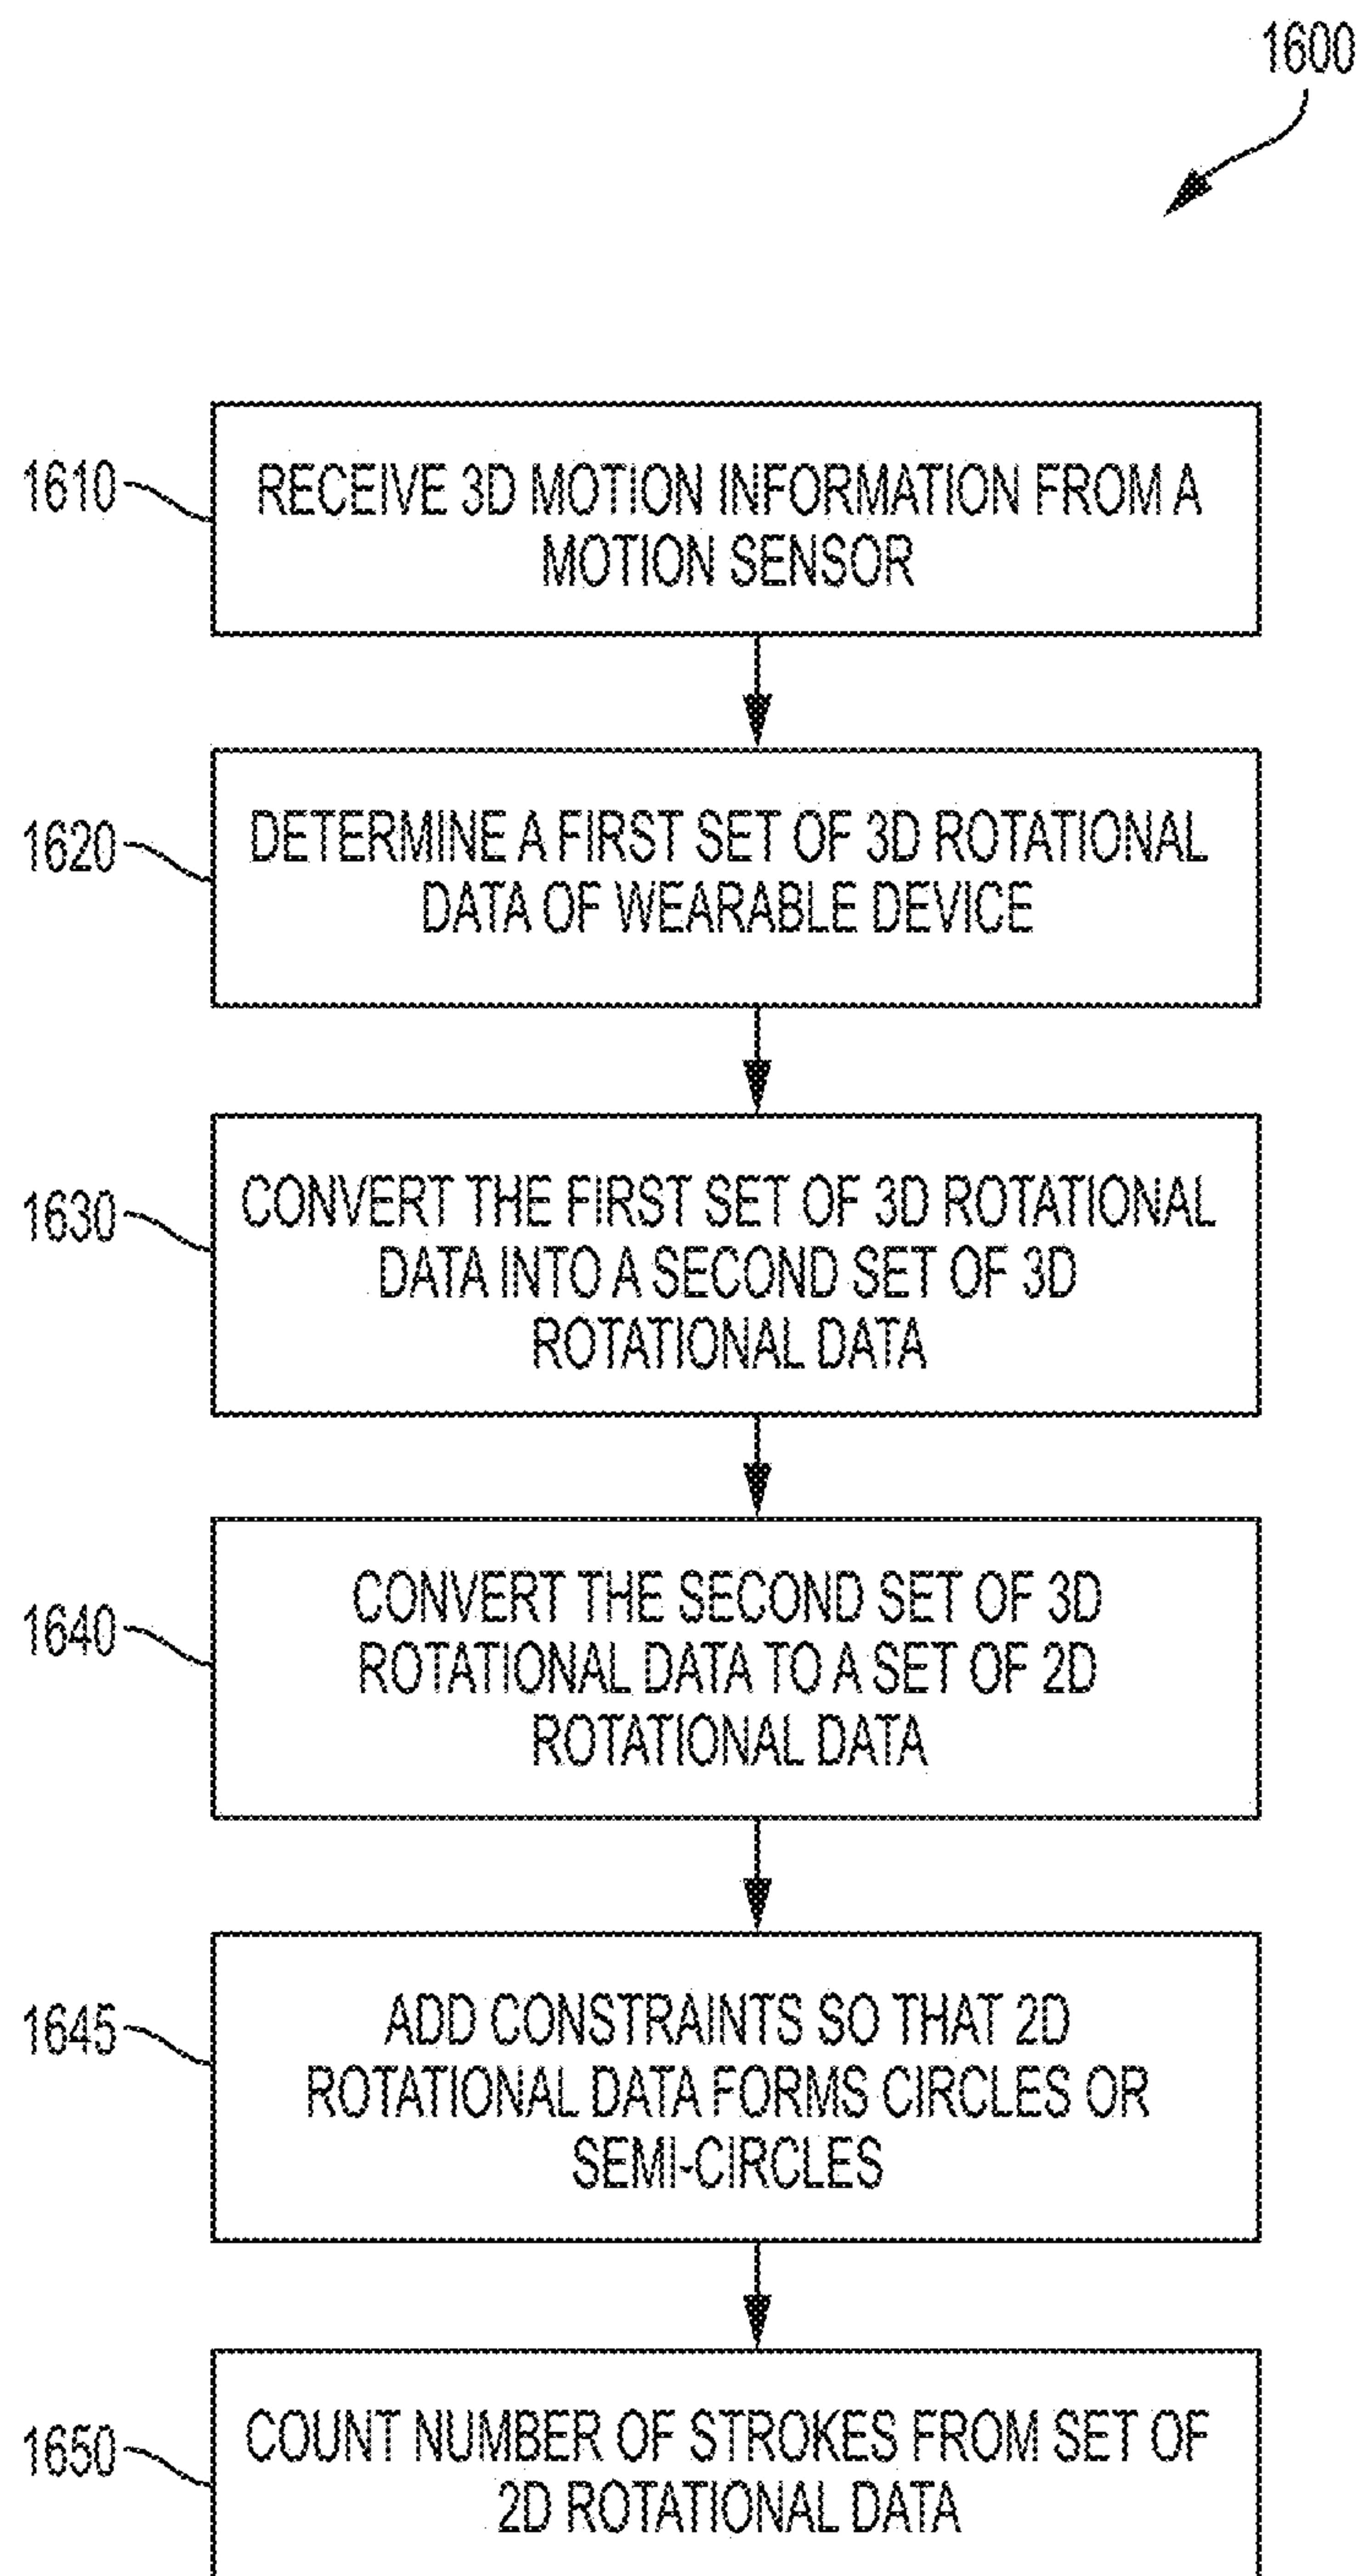 1600
1610
RECEIVE 3D MOTION INFORMATION FROM A
MOTION SENSOR
1620
DETERMINE A FIRST SET OF 3D ROTATIONAL
DATA OF WEARABLE DEVICE
1630
CONVERT THE FIRST SET OF 3D ROTATIONAL
DATA INTO A SECOND SET OF 3D
ROTATIONAL DATA
1640
CONVERT THE SECOND SET OF 3D
ROTATIONAL DATA TO A SET OF 2D
ROTATIONAL DATA
1645
ADD CONSTRAINTS SO THAT 2D
ROTATIONAL DATA FORMS CIRCLES OR
SEMI-CIRCLES
1650
COUNT NUMBER OF STROKES FROM SET OF
2D ROTATIONAL DATA